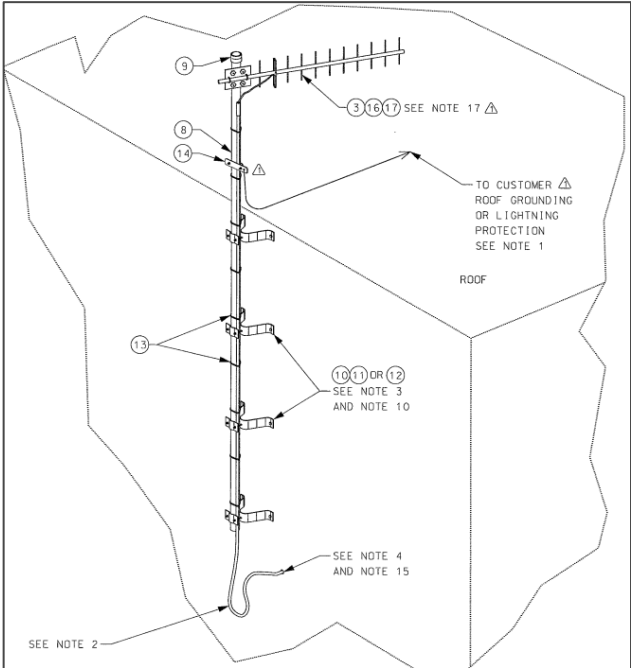 9
3 16 17 SEE NOTE 17 ⚠
8
14
TO CUSTOMER ⚠
ROOF GROUNDING
OR LIGHTNING
PROTECTION
SEE NOTE 1
ROOF
13
10 11 OR 12
SEE NOTE 3
AND NOTE 10
SEE NOTE 4
AND NOTE 15
SEE NOTE 2